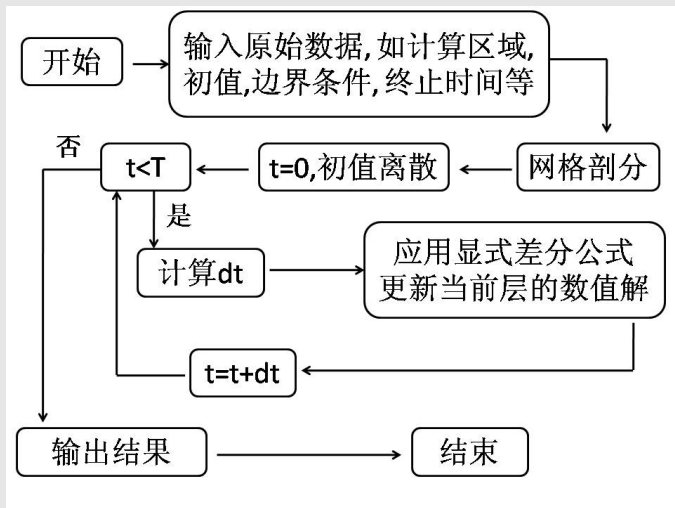 开始
输入原始数据,如计算区域,
初值,边界条件,终止时间等
网格剖分
t=0,初值离散
t<T
否
是
计算dt
应用显式差分公式
更新当前层的数值解
t=t+dt
输出结果
结束